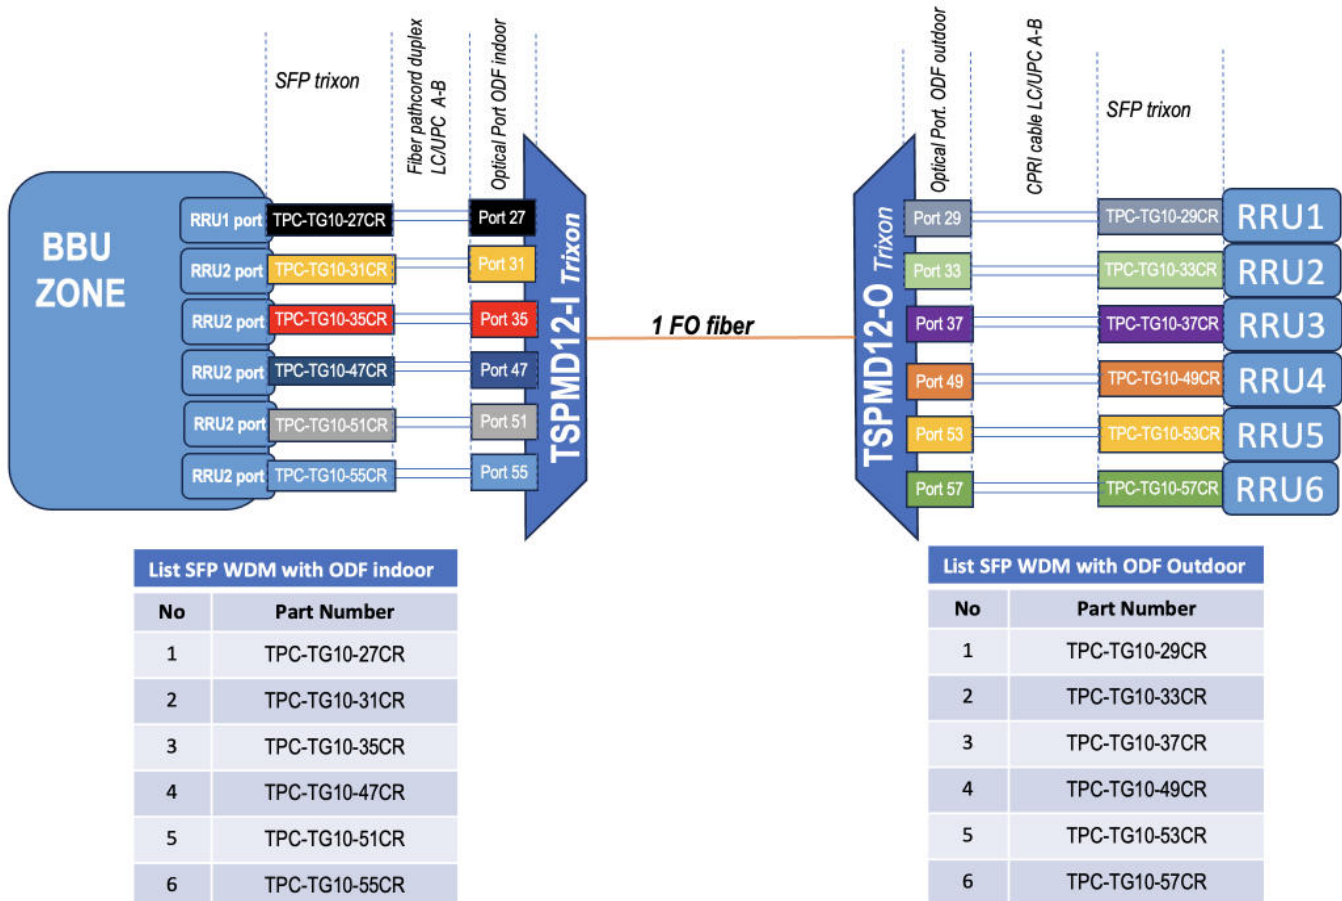 SFP trixon
Fiber pathcord duplex
LC/UPC A-B
Optical Port ODF indoor
Optical Port. ODF outdoor
CPRI cable LC/UPC A-B
SFP trixon
BBU
ZONE
RRU1 port TPC-TG10-27CR Port 27
RRU2 port TPC-TG10-31CR Port 31
RRU2 port TPC-TG10-35CR Port 35
RRU2 port TPC-TG10-47CR Port 47
RRU2 port TPC-TG10-51CR Port 51
RRU2 port TPC-TG10-55CR Port 55
TSPMD12-I Trixon
1 FO fiber
TSPMD12-O Trixon
Port 29 TPC-TG10-29CR RRU1
Port 33 TPC-TG10-33CR RRU2
Port 37 TPC-TG10-37CR RRU3
Port 49 TPC-TG10-49CR RRU4
Port 53 TPC-TG10-53CR RRU5
Port 57 TPC-TG10-57CR RRU6
List SFP WDM with ODF indoor
No Part Number
1 TPC-TG10-27CR
2 TPC-TG10-31CR
3 TPC-TG10-35CR
4 TPC-TG10-47CR
5 TPC-TG10-51CR
6 TPC-TG10-55CR
List SFP WDM with ODF Outdoor
No Part Number
1 TPC-TG10-29CR
2 TPC-TG10-33CR
3 TPC-TG10-37CR
4 TPC-TG10-49CR
5 TPC-TG10-53CR
6 TPC-TG10-57CR